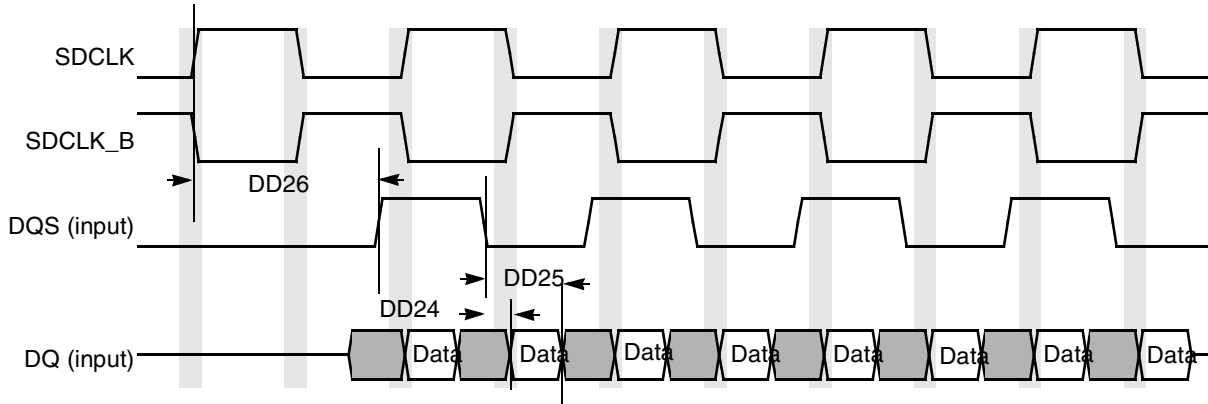 SDCLK
SDCLK_B
DD26
DQS (input)
DD25
DD24
DQ (input)
Data Data Data Data Data Data Data Data